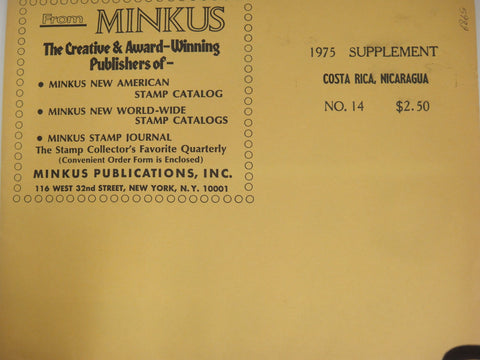 From MINKUS
The Creative & Award-Winning
Publishers of-
• MINKUS NEW AMERICAN
STAMP CATALOG
• MINKUS NEW WORLD-WIDE
STAMP CATALOGS
• MINKUS STAMP JOURNAL
The Stamp Collector's Favorite Quarterly
(Convenient Order Form is Enclosed)
MINKUS PUBLICATIONS, INC.
116 WEST 32nd STREET, NEW YORK, N.Y. 10001
1975 SUPPLEMENT
COSTA RICA, NICARAGUA
NO. 14 $2.50